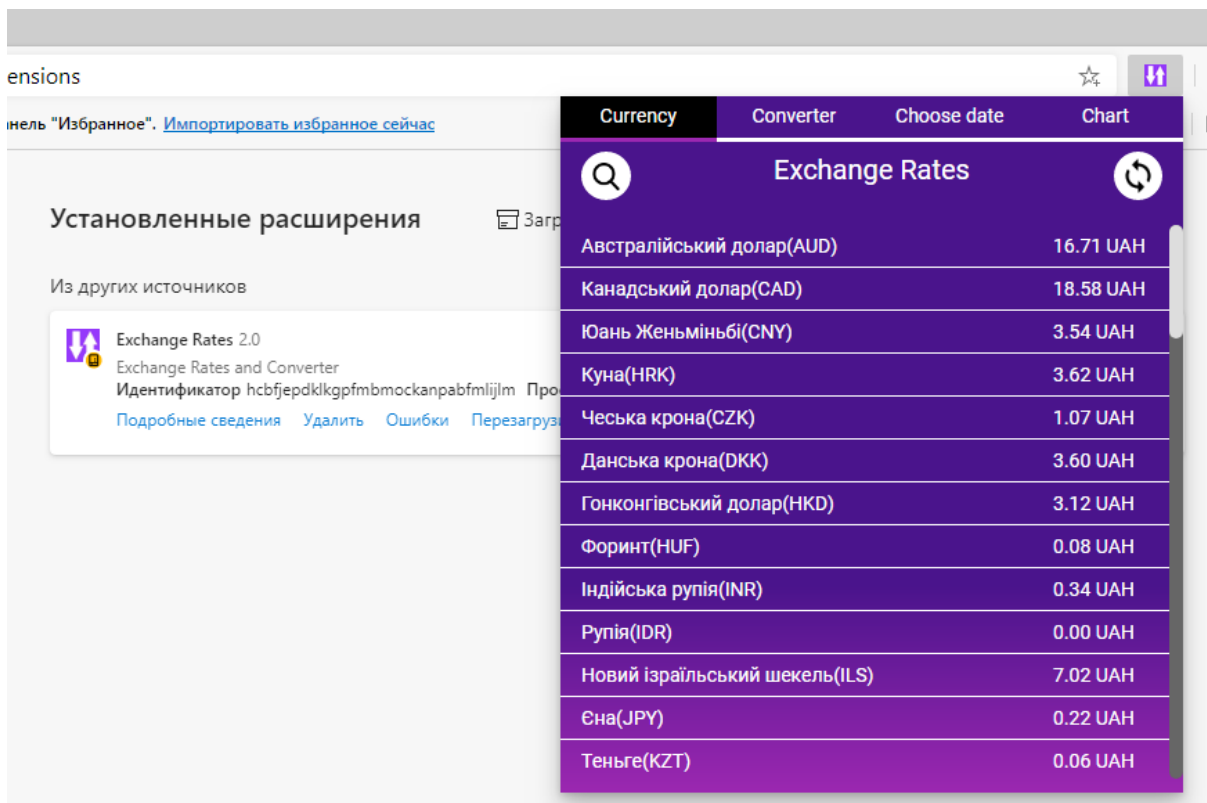 ensions
нель "Избранное". Импортировать избранное сейчас
Установленные расширения
Загр
Из других источников
Exchange Rates 2.0
Exchange Rates and Converter
Идентификатор hcbfjepdklkgpfmbmockanpabfmlijlm Про
Подробные сведения Удалить Ошибки Перезагрузи
Currency Converter Choose date Chart
Exchange Rates
Австралійський долар(AUD) 16.71 UAH
Канадський долар(CAD) 18.58 UAH
Юань Женьміньбі(CNY) 3.54 UAH
Куна(HRK) 3.62 UAH
Чеська крона(CZK) 1.07 UAH
Данська крона(DKK) 3.60 UAH
Гонконгівський долар(HKD) 3.12 UAH
Форинт(HUF) 0.08 UAH
Індійська рупія(INR) 0.34 UAH
Рупія(IDR) 0.00 UAH
Новий ізраїльський шекель(ILS) 7.02 UAH
Єна(JPY) 0.22 UAH
Теньге(KZT) 0.06 UAH